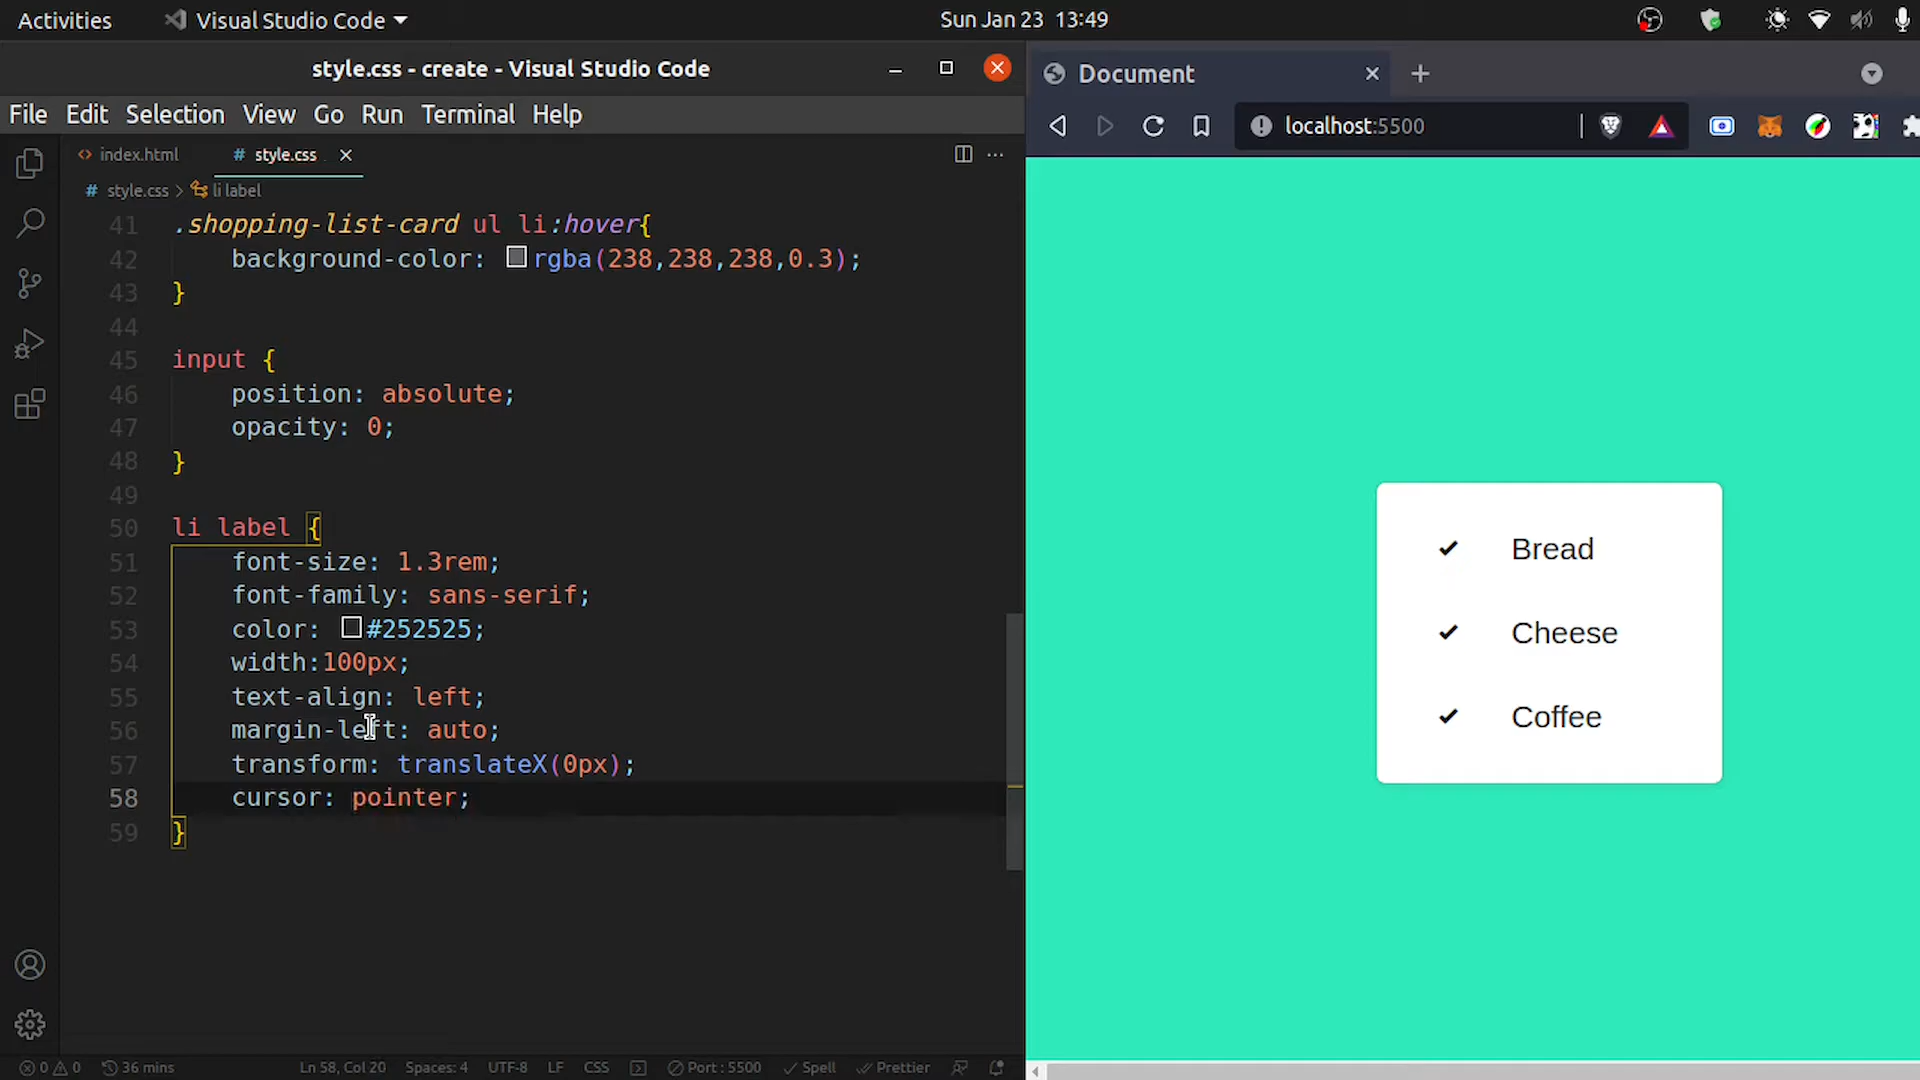 Activities
Visual Studio Code
Sun Jan 23 13:49
style.css - create - Visual Studio Code
File Edit Selection View Go Run Terminal Help
index.html
# style.css
# style.css > li label
41 .shopping-list-card ul li:hover{
42 background-color: rgba(238,238,238,0.3);
43 }
44
45 input {
46 position: absolute;
47 opacity: 0;
48 }
49
50 li label {
51 font-size: 1.3rem;
52 font-family: sans-serif;
53 color: #252525;
54 width:100px;
55 text-align: left;
56 margin-left: auto;
57 transform: translateX(0px);
58 cursor: pointer;
59 }
0 0 36 mins Ln 58, Col 20 Spaces: 4 UTF-8 LF CSS Port : 5500 Spell Prettier
Document
localhost:5500
Bread
Cheese
Coffee